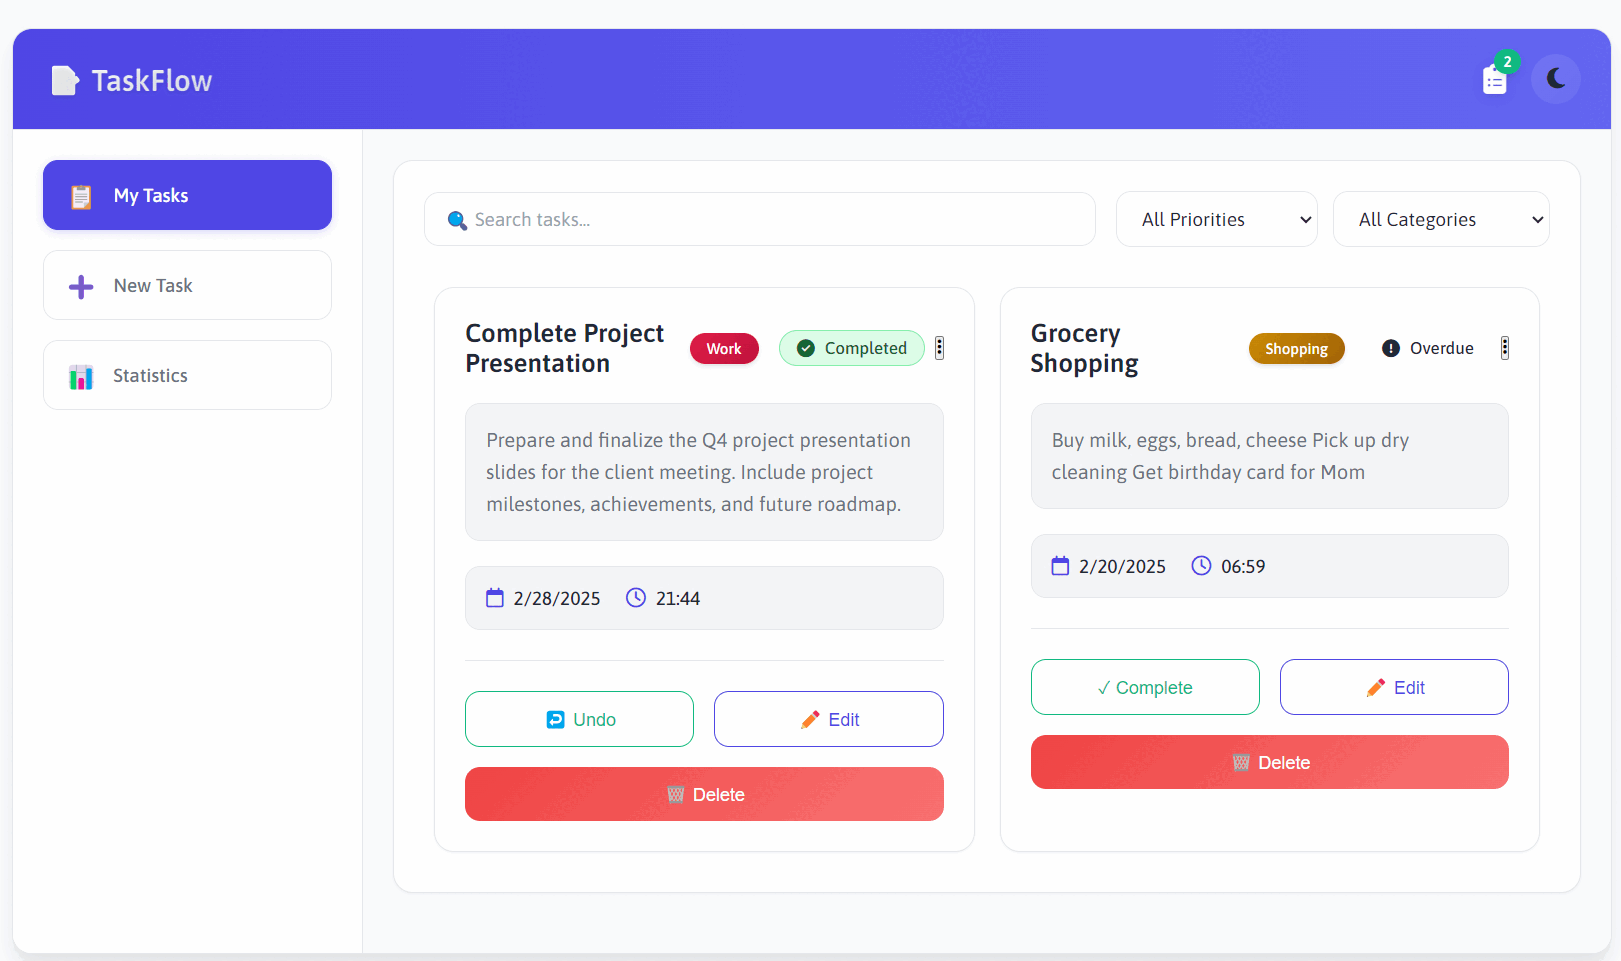 TaskFlow
2
My Tasks
New Task
Statistics
Search tasks...
All Priorities
All Categories
Complete Project
Presentation
Work
Completed
Prepare and finalize the Q4 project presentation
slides for the client meeting. Include project
milestones, achievements, and future roadmap.
2/28/2025
21:44
Undo
Edit
Delete
Grocery
Shopping
Shopping
Overdue
Buy milk, eggs, bread, cheese Pick up dry
cleaning Get birthday card for Mom
2/20/2025
06:59
✓ Complete
Edit
Delete